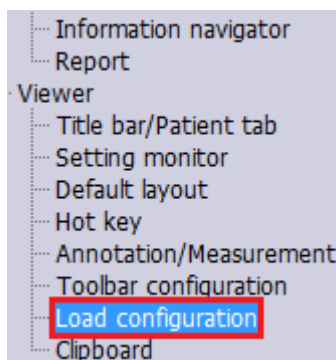 Information navigator
Report
Viewer
Title bar/Patient tab
Setting monitor
Default layout
Hot key
Annotation/Measurement
Toolbar configuration
Load configuration
Clipboard